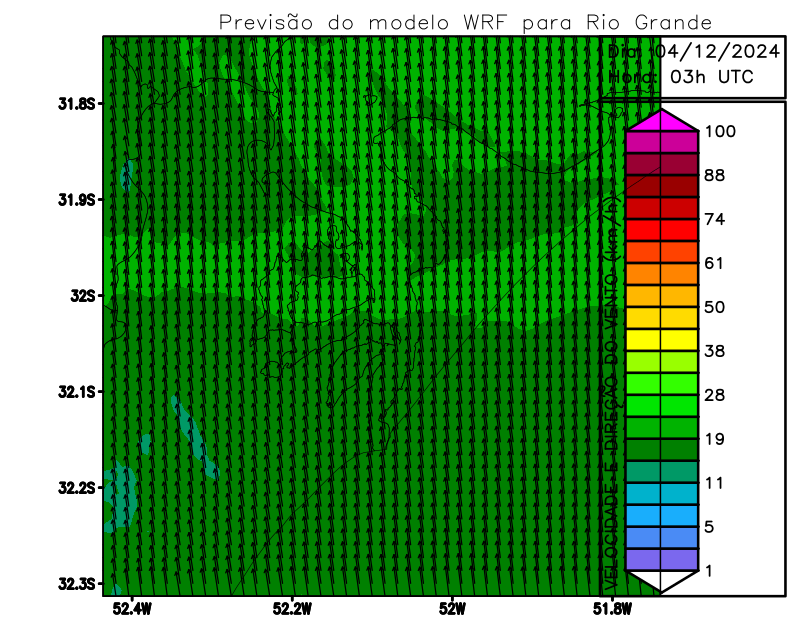 Previsão do modelo WRF para Rio Grande
Dia: 04/12/2024
Hora: 03h UTC
31.8S
31.9S
32S
32.1S
32.2S
32.3S
52.4W
52.2W
52W
51.8W
VELOCIDADE E DIREÇÃO DO VENTO (km/h)
100
88
74
61
50
38
28
19
11
5
1